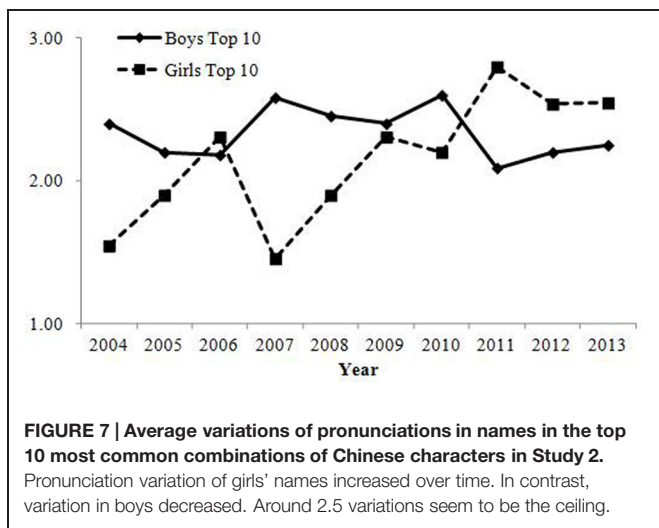 3.00
Boys Top 10
Girls Top 10
2.00
1.00
2004 2005 2006 2007 2008 2009 2010 2011 2012 2013
Year
FIGURE 7 | Average variations of pronunciations in names in the top
10 most common combinations of Chinese characters in Study 2.
Pronunciation variation of girls’ names increased over time. In contrast,
variation in boys decreased. Around 2.5 variations seem to be the ceiling.